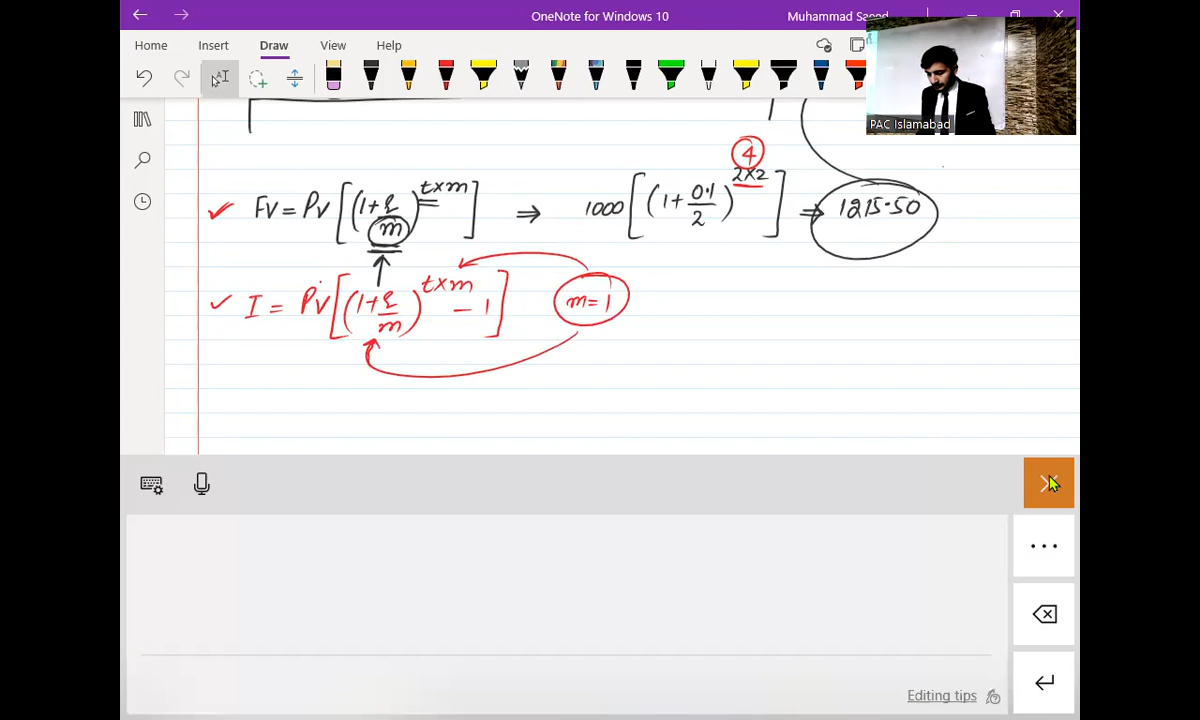 OneNote for Windows 10
Muhammad Saeed
Home Insert Draw View Help
PAC Islamabad
FV = PV [(1 + r/m)^t×m] ⇒ 1000 [(1 + 0.1/2)^2×2] ⇒ 1215.50
4
I = PV [(1 + r/m)^t×m - 1] m = 1
Editing tips